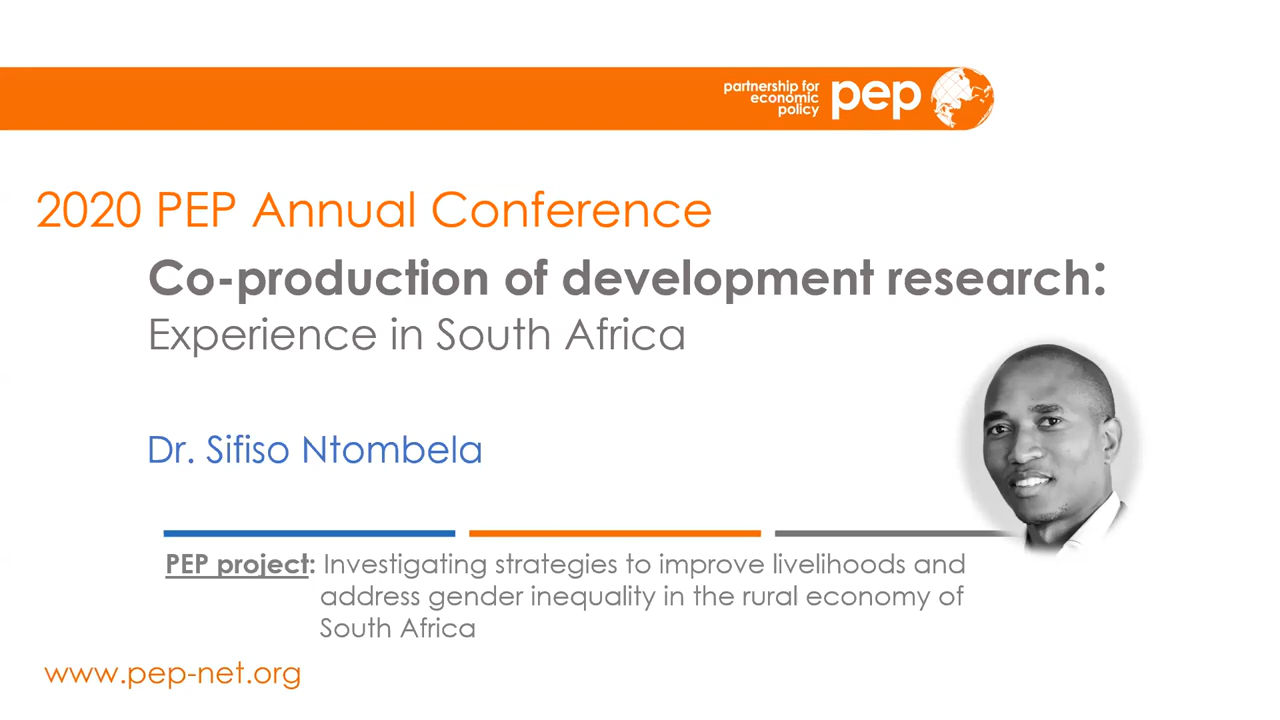 partnership for
economic
policy
pep
2020 PEP Annual Conference
Co-production of development research:
Experience in South Africa
Dr. Sifiso Ntombela
PEP project: Investigating strategies to improve livelihoods and
address gender inequality in the rural economy of
South Africa
www.pep-net.org